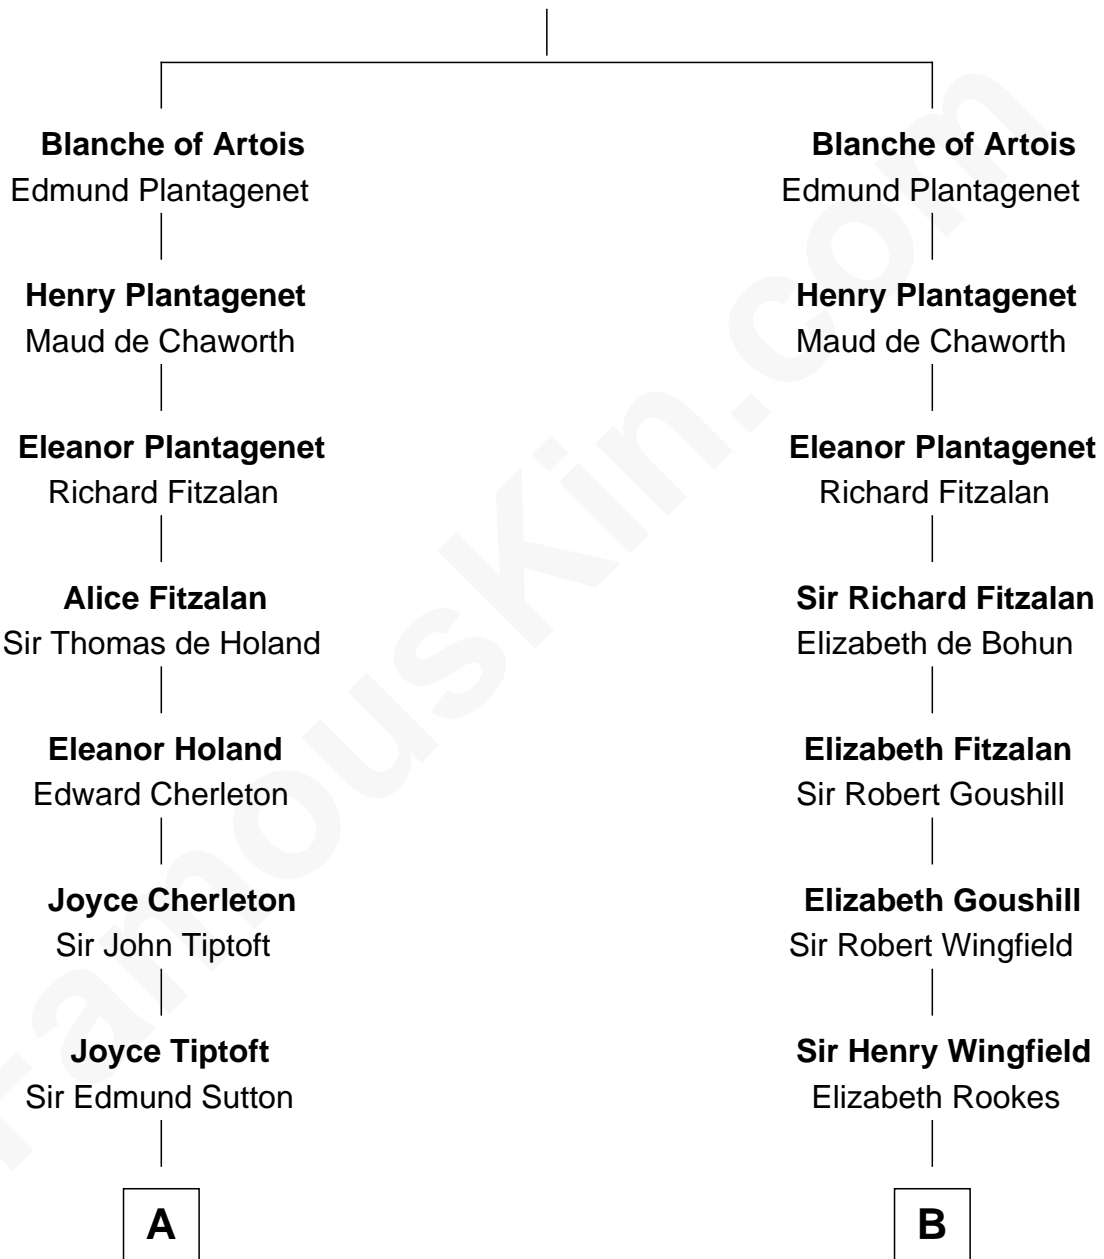 Blanche of Artois
Edmund Plantagenet
Henry Plantagenet
Maud de Chaworth
Eleanor Plantagenet
Richard Fitzalan
Alice Fitzalan
Sir Thomas de Holand
Eleanor Holand
Edward Cherleton
Joyce Cherleton
Sir John Tiptoft
Joyce Tiptoft
Sir Edmund Sutton
A
Blanche of Artois
Edmund Plantagenet
Henry Plantagenet
Maud de Chaworth
Eleanor Plantagenet
Richard Fitzalan
Sir Richard Fitzalan
Elizabeth de Bohun
Elizabeth Fitzalan
Sir Robert Goushill
Elizabeth Goushill
Sir Robert Wingfield
Sir Henry Wingfield
Elizabeth Rookes
B
FamousKin.com